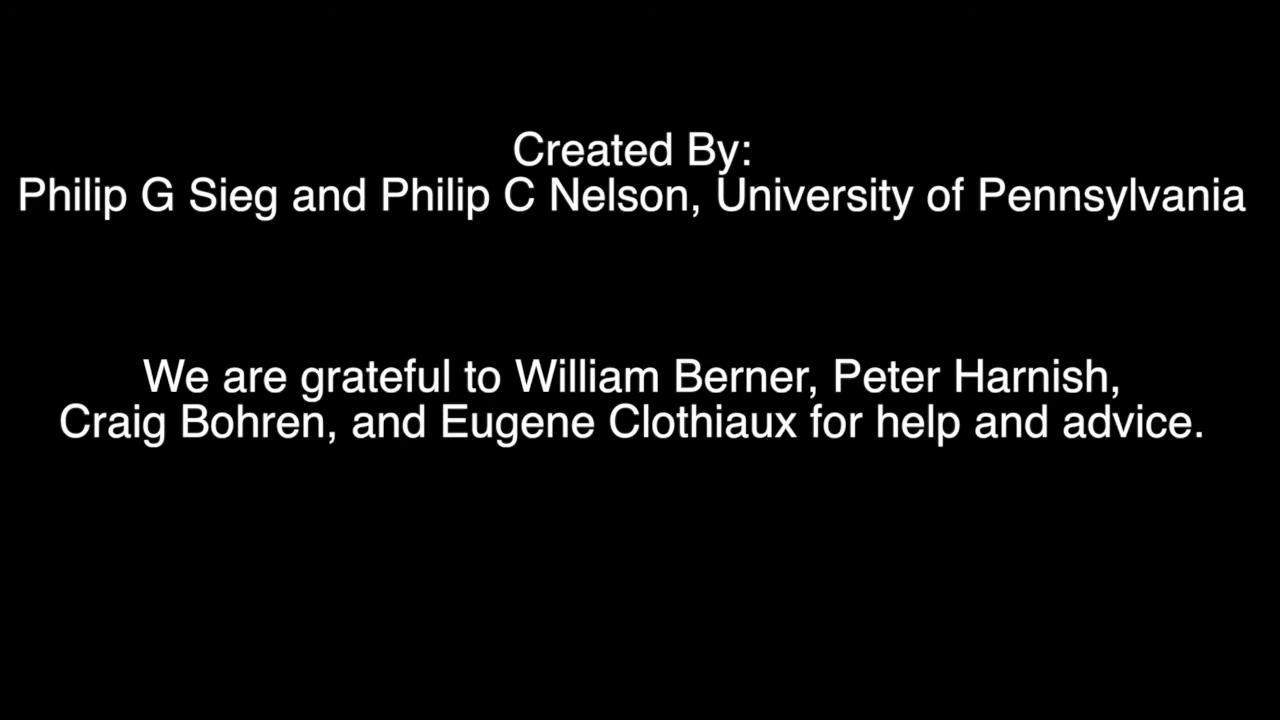 Created By:
Philip G Sieg and Philip C Nelson, University of Pennsylvania
We are grateful to William Berner, Peter Harnish,
Craig Bohren, and Eugene Clothiaux for help and advice.